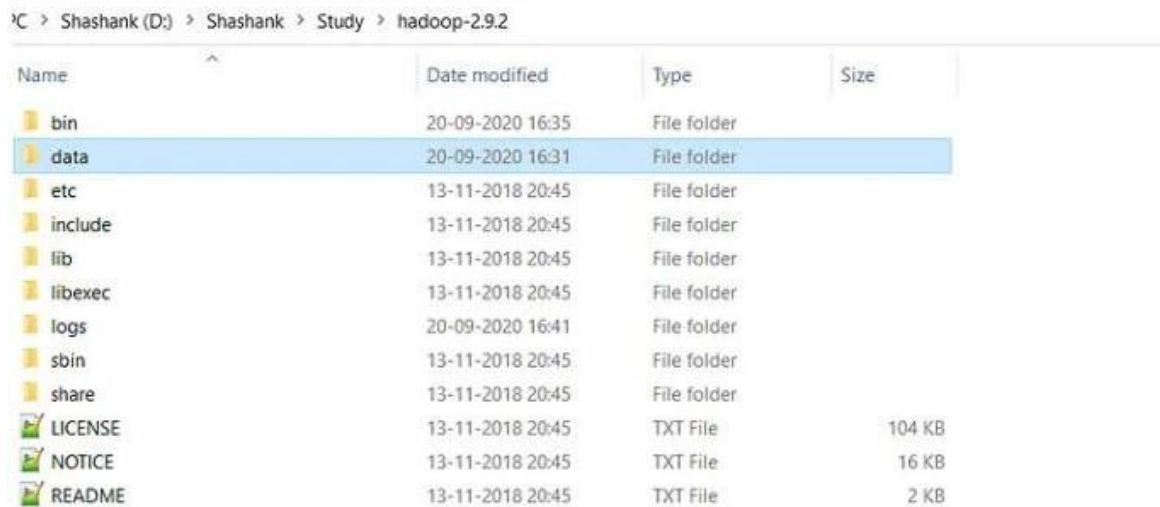 PC > Shashank (D:) > Shashank > Study > hadoop-2.9.2
Name Date modified Type Size
bin 20-09-2020 16:35 File folder
data 20-09-2020 16:31 File folder
etc 13-11-2018 20:45 File folder
include 13-11-2018 20:45 File folder
lib 13-11-2018 20:45 File folder
libexec 13-11-2018 20:45 File folder
logs 20-09-2020 16:41 File folder
sbin 13-11-2018 20:45 File folder
share 13-11-2018 20:45 File folder
LICENSE 13-11-2018 20:45 TXT File 104 KB
NOTICE 13-11-2018 20:45 TXT File 16 KB
README 13-11-2018 20:45 TXT File 2 KB